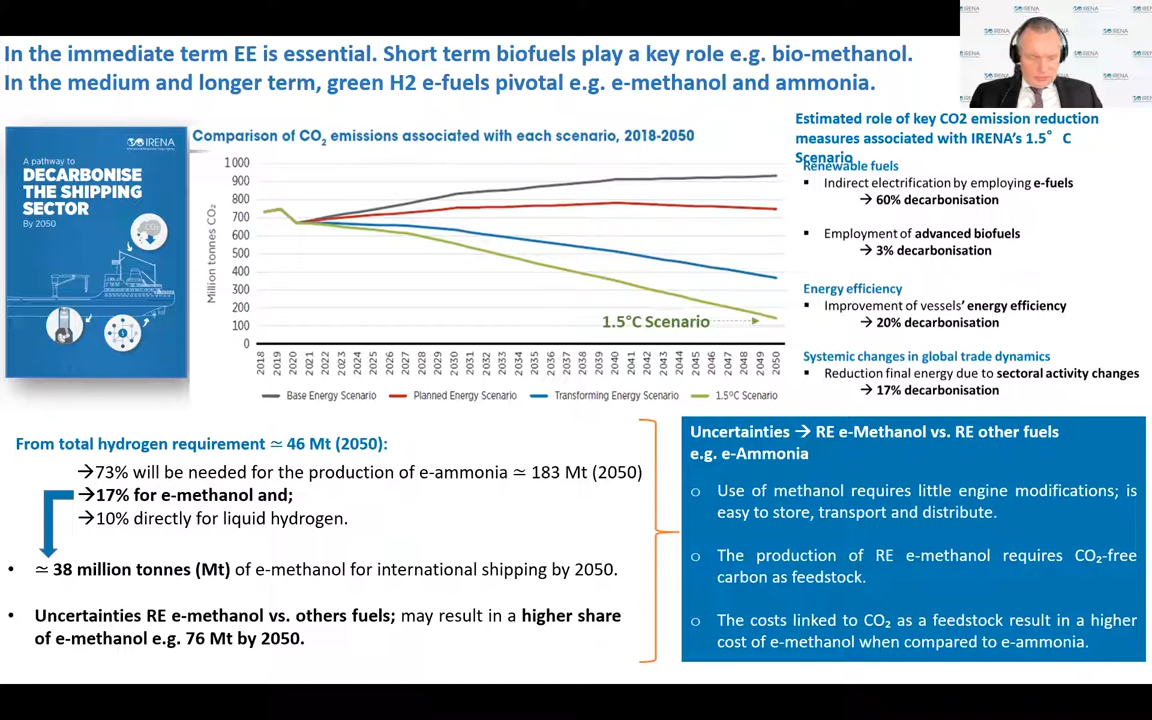 In the immediate term EE is essential. Short term biofuels play a key role e.g. bio-methanol.
In the medium and longer term, green H2 e-fuels pivotal e.g. e-methanol and ammonia.
IRENA
IRENA
IRENA
IRENA
IRENA
A pathway to
DECARBONISE
THE SHIPPING
SECTOR
By 2050
Comparison of CO₂ emissions associated with each scenario, 2018-2050
Million tonnes CO₂
1 000
900
800
700
600
500
400
300
200
100
0
1.5°C Scenario
2018 2019 2020 2021 2022 2023 2024 2025 2026 2027 2028 2029 2030 2031 2032 2033 2034 2035 2036 2037 2038 2039 2040 2041 2042 2043 2044 2045 2046 2047 2048 2049 2050
Base Energy Scenario Planned Energy Scenario Transforming Energy Scenario 1.5°C Scenario
Estimated role of key CO2 emission reduction
measures associated with IRENA's 1.5° C
Scenario
Renewable fuels
▪ Indirect electrification by employing e-fuels
→ 60% decarbonisation
▪ Employment of advanced biofuels
→ 3% decarbonisation
Energy efficiency
▪ Improvement of vessels' energy efficiency
→ 20% decarbonisation
Systemic changes in global trade dynamics
▪ Reduction final energy due to sectoral activity changes
→ 17% decarbonisation
From total hydrogen requirement ≃ 46 Mt (2050):
→73% will be needed for the production of e-ammonia ≃ 183 Mt (2050)
→17% for e-methanol and;
→10% directly for liquid hydrogen.
• ≃ 38 million tonnes (Mt) of e-methanol for international shipping by 2050.
• Uncertainties RE e-methanol vs. others fuels; may result in a higher share
of e-methanol e.g. 76 Mt by 2050.
Uncertainties → RE e-Methanol vs. RE other fuels
e.g. e-Ammonia
o Use of methanol requires little engine modifications; is
easy to store, transport and distribute.
o The production of RE e-methanol requires CO₂-free
carbon as feedstock.
o The costs linked to CO₂ as a feedstock result in a higher
cost of e-methanol when compared to e-ammonia.